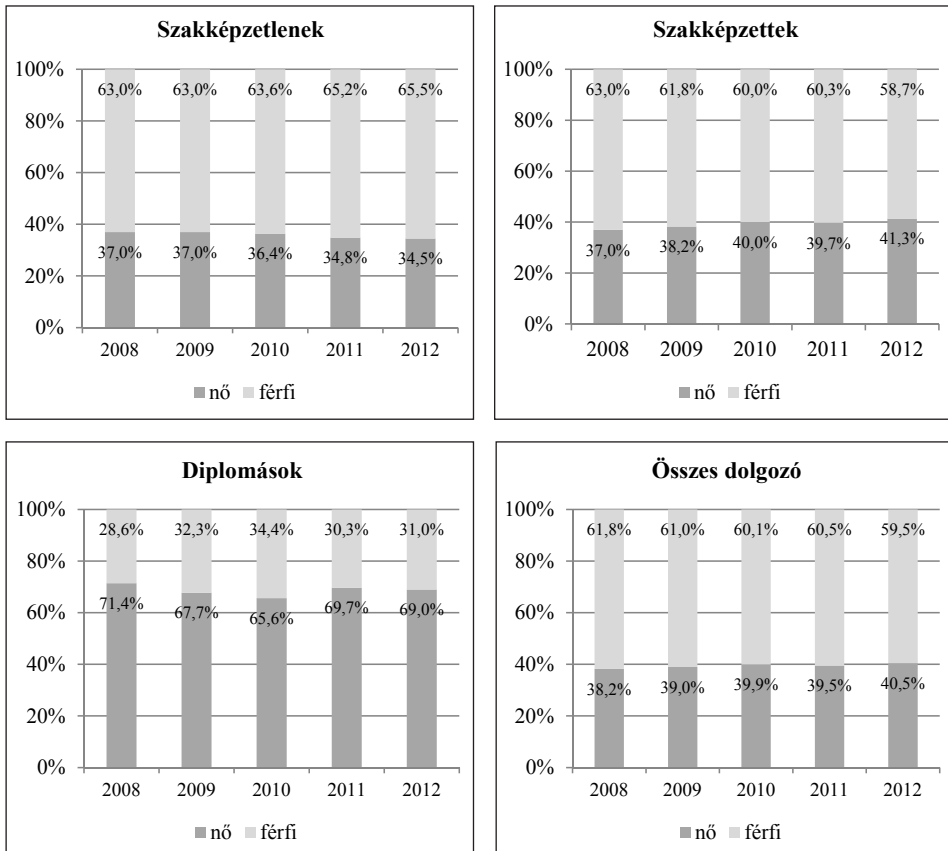 Szakképzetlenek
100%
63,0% 63,0% 63,6% 65,2% 65,5%
80%
60%
40%
37,0% 37,0% 36,4% 34,8% 34,5%
20%
0%
2008 2009 2010 2011 2012
nő férfi
Szakképzettek
100%
63,0% 61,8% 60,0% 60,3% 58,7%
80%
60%
40%
37,0% 38,2% 40,0% 39,7% 41,3%
20%
0%
2008 2009 2010 2011 2012
nő férfi
Diplomások
100%
28,6% 32,3% 34,4% 30,3% 31,0%
80%
71,4% 67,7% 65,6% 69,7% 69,0%
60%
40%
20%
0%
2008 2009 2010 2011 2012
nő férfi
Összes dolgozó
100%
61,8% 61,0% 60,1% 60,5% 59,5%
80%
60%
40%
38,2% 39,0% 39,9% 39,5% 40,5%
20%
0%
2008 2009 2010 2011 2012
nő férfi